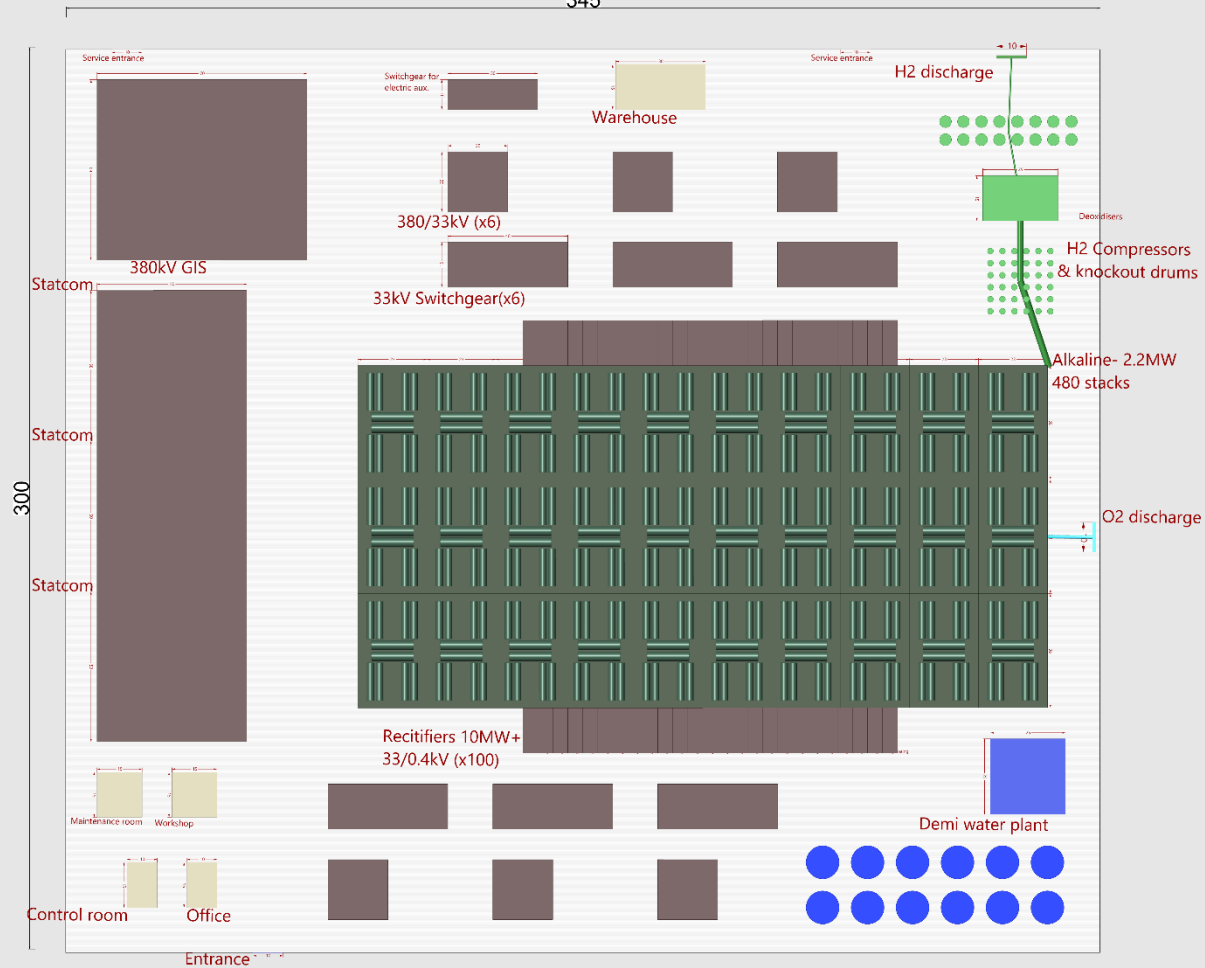 345
10
Service entrance
Service entrance
H2 discharge
Switchgear for
electric aux.
Warehouse
380/33kV (x6)
Deoxidisers
H2 Compressors
& knockout drums
380kV GIS
Statcom
33kV Switchgear(x6)
Alkaline- 2.2MW
480 stacks
Statcom
300
O2 discharge
Statcom
Recitifiers 10MW+
33/0.4kV (x100)
Maintenance room
Workshop
Demi water plant
Control room
Office
Entrance